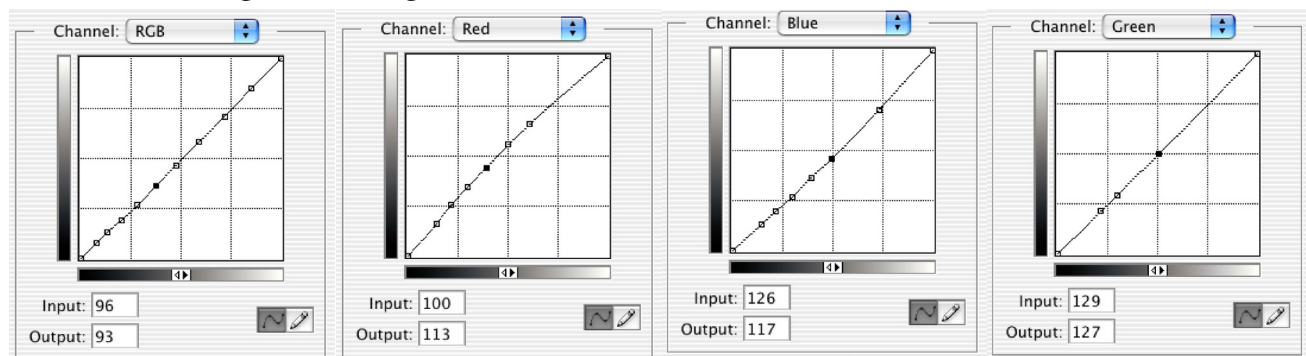 Channel: RGB
Input: 96
Output: 93
Channel: Red
Input: 100
Output: 113
Channel: Blue
Input: 126
Output: 117
Channel: Green
Input: 129
Output: 127